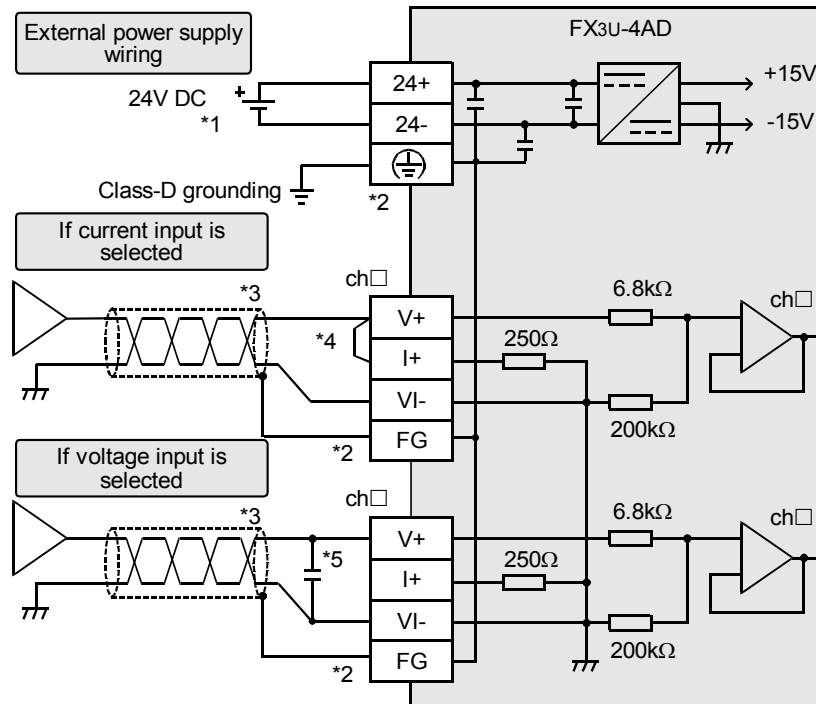 External power supply
wiring
FX3U-4AD
24V DC
+
*1
24+
24-
+15V
-15V
Class-D grounding
*2
If current input is
selected
ch□
*3
*4
V+
I+
VI-
FG
*2
6.8kΩ
250Ω
200kΩ
ch□
If voltage input is
selected
ch□
*3
*5
V+
I+
VI-
FG
*2
6.8kΩ
250Ω
200kΩ
ch□